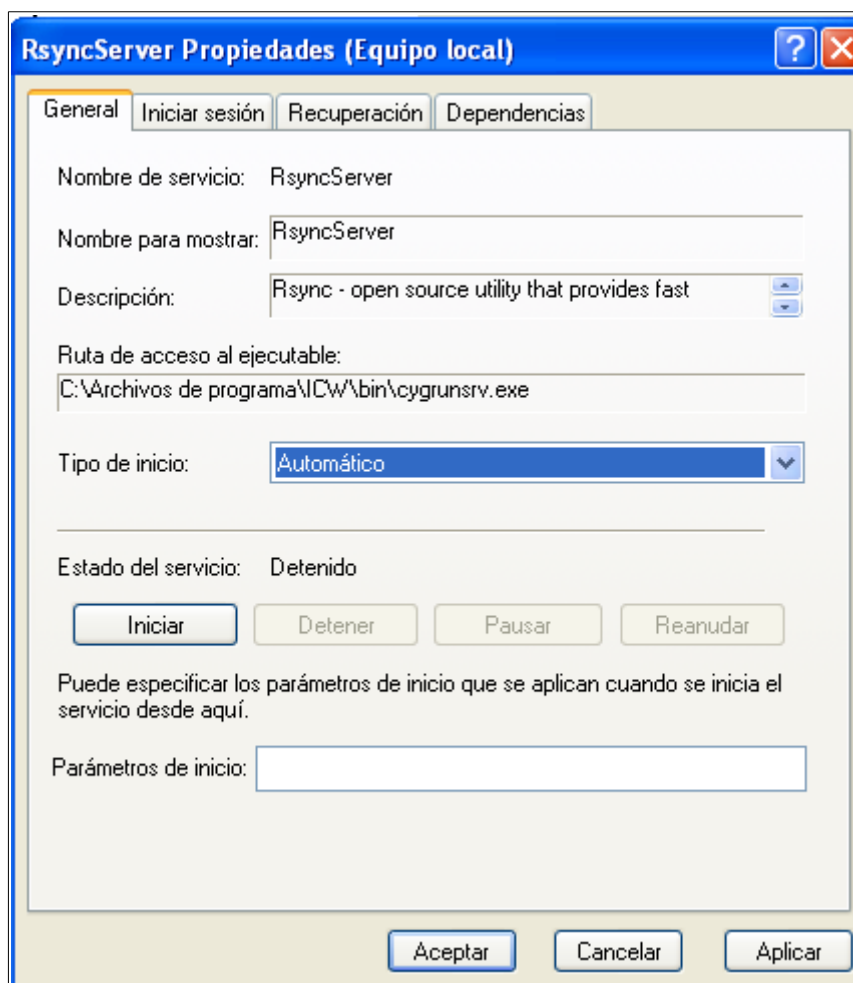 RsyncServer Propiedades (Equipo local)
General Iniciar sesión Recuperación Dependencias
Nombre de servicio: RsyncServer
Nombre para mostrar: RsyncServer
Descripción: Rsync - open source utility that provides fast
Ruta de acceso al ejecutable:
C:\Archivos de programa\ICW\bin\cygrunsrv.exe
Tipo de inicio: Automático
Estado del servicio: Detenido
Iniciar Detener Pausar Reanudar
Puede especificar los parámetros de inicio que se aplican cuando se inicia el
servicio desde aquí.
Parámetros de inicio:
Aceptar Cancelar Aplicar